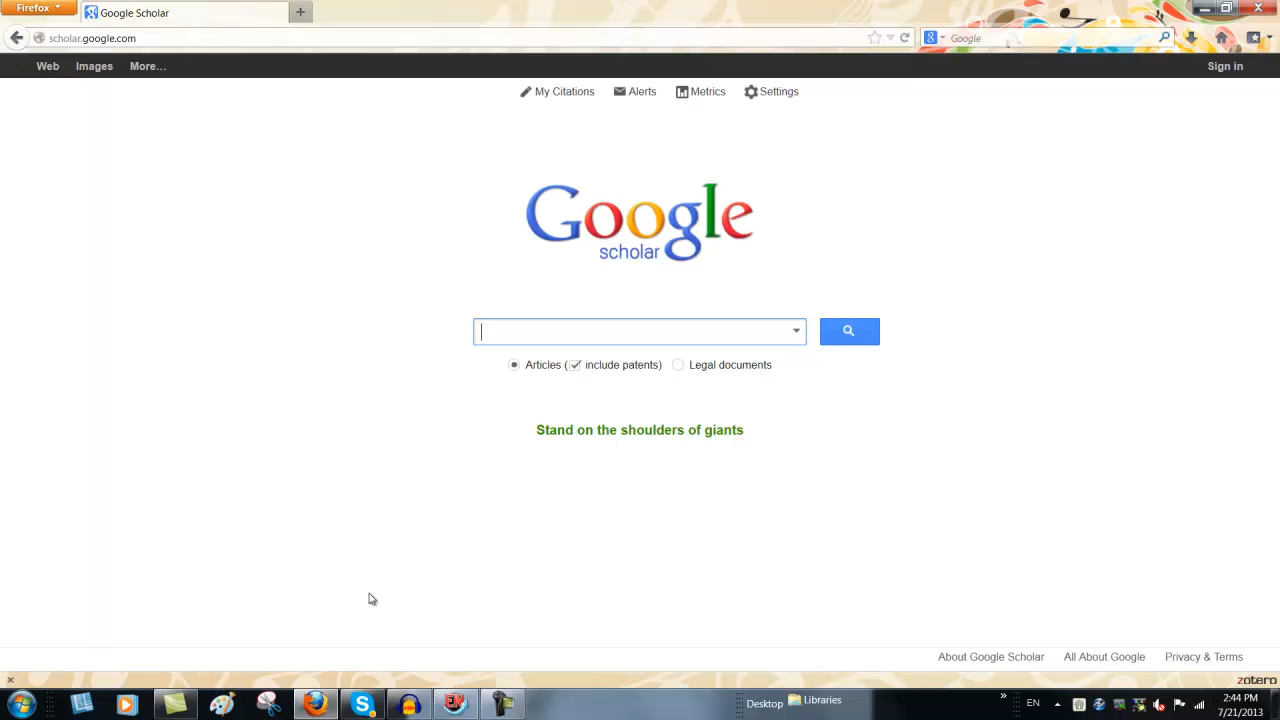 Firefox
Google Scholar
scholar.google.com
Google
Web Images More... Sign in
My Citations Alerts Metrics Settings
Google
scholar
Articles (include patents) Legal documents
Stand on the shoulders of giants
About Google Scholar All About Google Privacy & Terms
zotero
Desktop Libraries EN 2:44 PM
7/21/2013